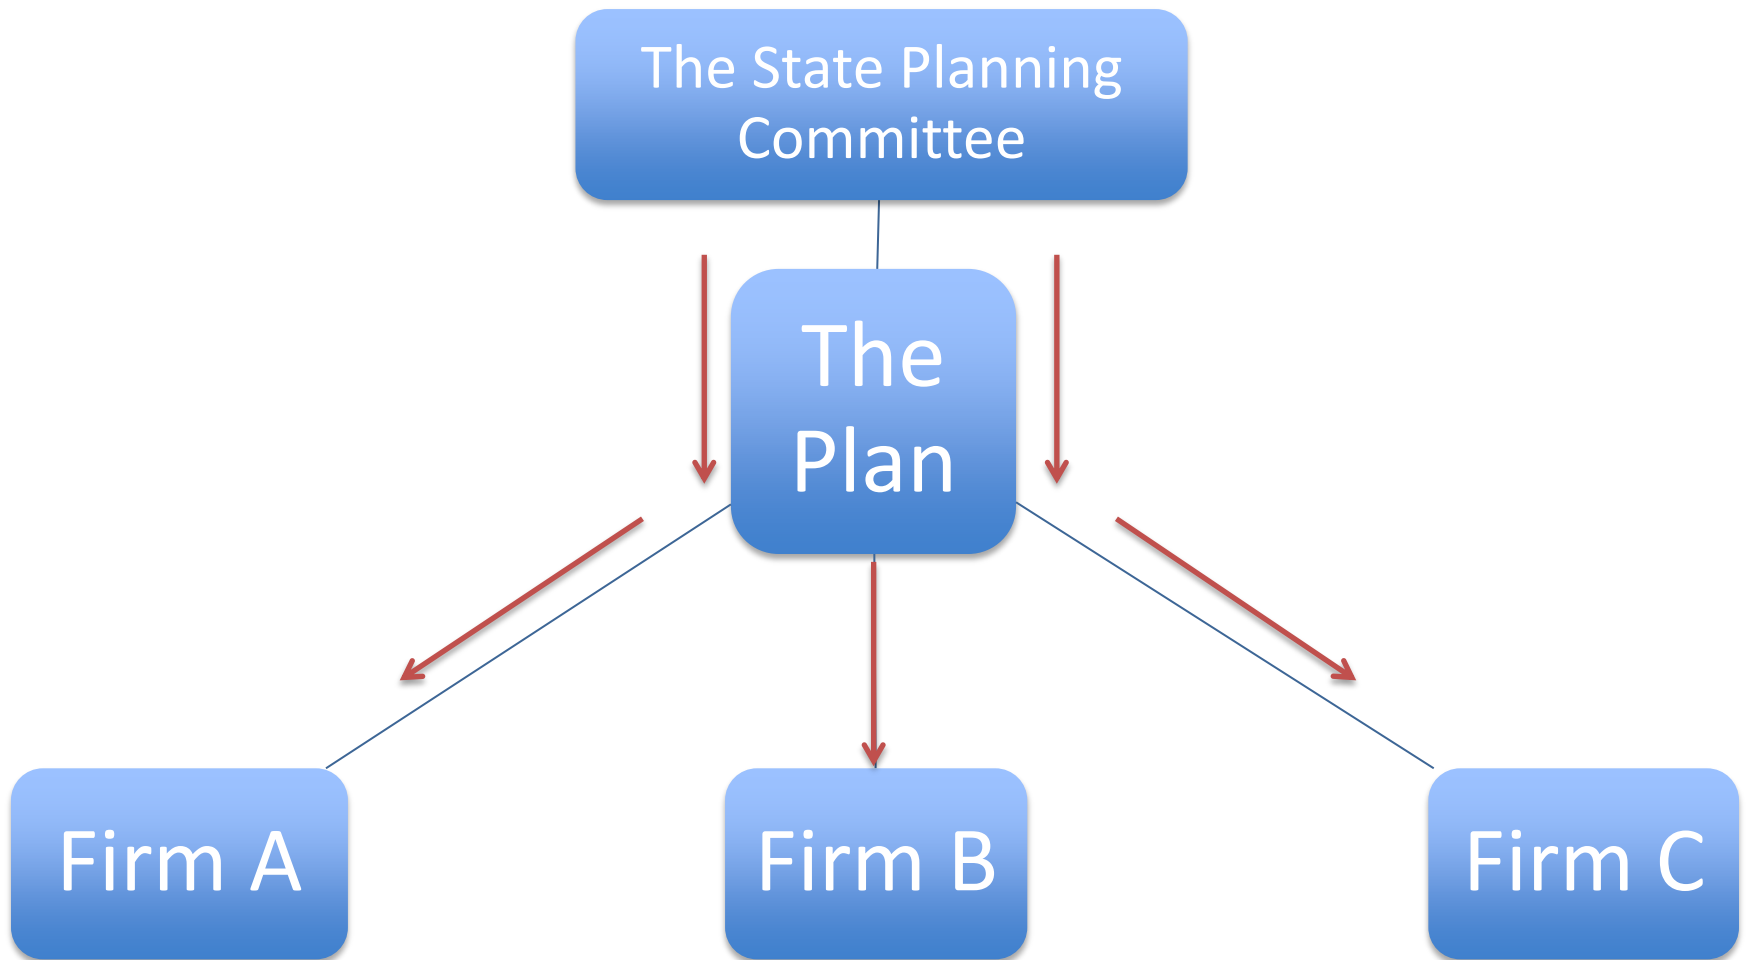 The State Planning
Committee
The
Plan
Firm A
Firm B
Firm C